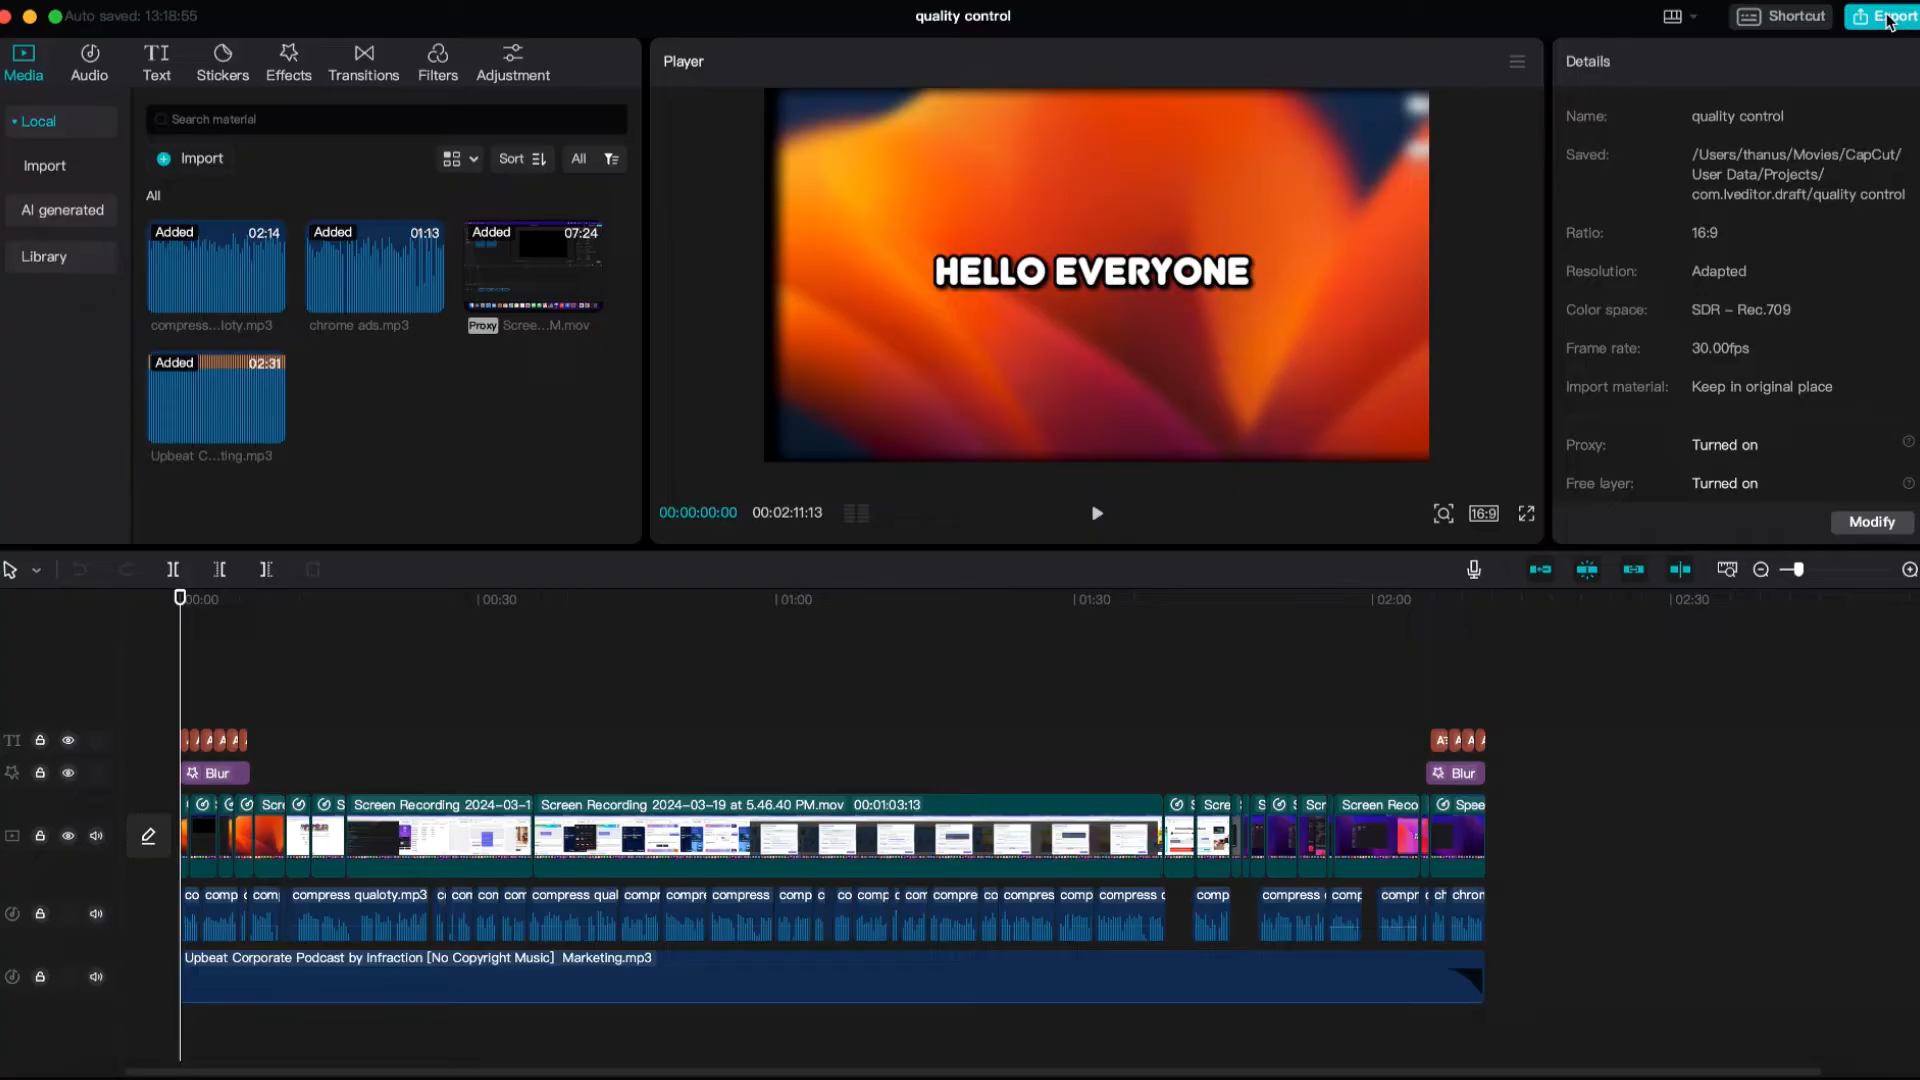 Auto saved: 13:18:55
quality control
Shortcut
Export
Media
Audio
Text
Stickers
Effects
Transitions
Filters
Adjustment
Local
Import
AI generated
Library
Search material
Import
Sort
All
All
Added
02:14
compress...loty.mp3
Added
01:13
chrome ads.mp3
Added
07:24
Proxy
Scree...M.mov
Added
02:31
Upbeat C...ting.mp3
Player
HELLO EVERYONE
00:00:00:00
00:02:11:13
16:9
Details
Name:
quality control
Saved:
/Users/thanus/Movies/CapCut/
User Data/Projects/
com.lveditor.draft/quality control
Ratio:
16:9
Resolution:
Adapted
Color space:
SDR – Rec.709
Frame rate:
30.00fps
Import material:
Keep in original place
Proxy:
Turned on
Free layer:
Turned on
Modify
00:00
00:30
01:00
01:30
02:00
02:30
Blur
Blur
Scre
Screen Recording 2024-03-1
Screen Recording 2024-03-19 at 5.46.40 PM.mov 00:01:03:13
Scre
S
Scr
Screen Reco
Spee
co
comp
comp
compress qualoty.mp3
con
con
com
compress qual
compr
compre
compress
comp
c
co
comp
con
compre
co
compres
comp
compress c
comp
compress
comp
compr
ch
chron
Upbeat Corporate Podcast by Infraction [No Copyright Music] Marketing.mp3